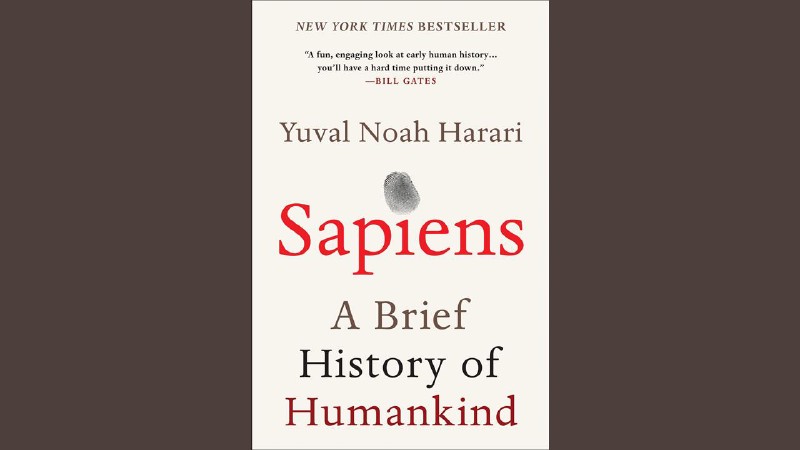 NEW YORK TIMES BESTSELLER
“A fun, engaging look at early human history…
you’ll have a hard time putting it down.”
—BILL GATES
Yuval Noah Harari
Sapiens
A Brief
History of
Humankind